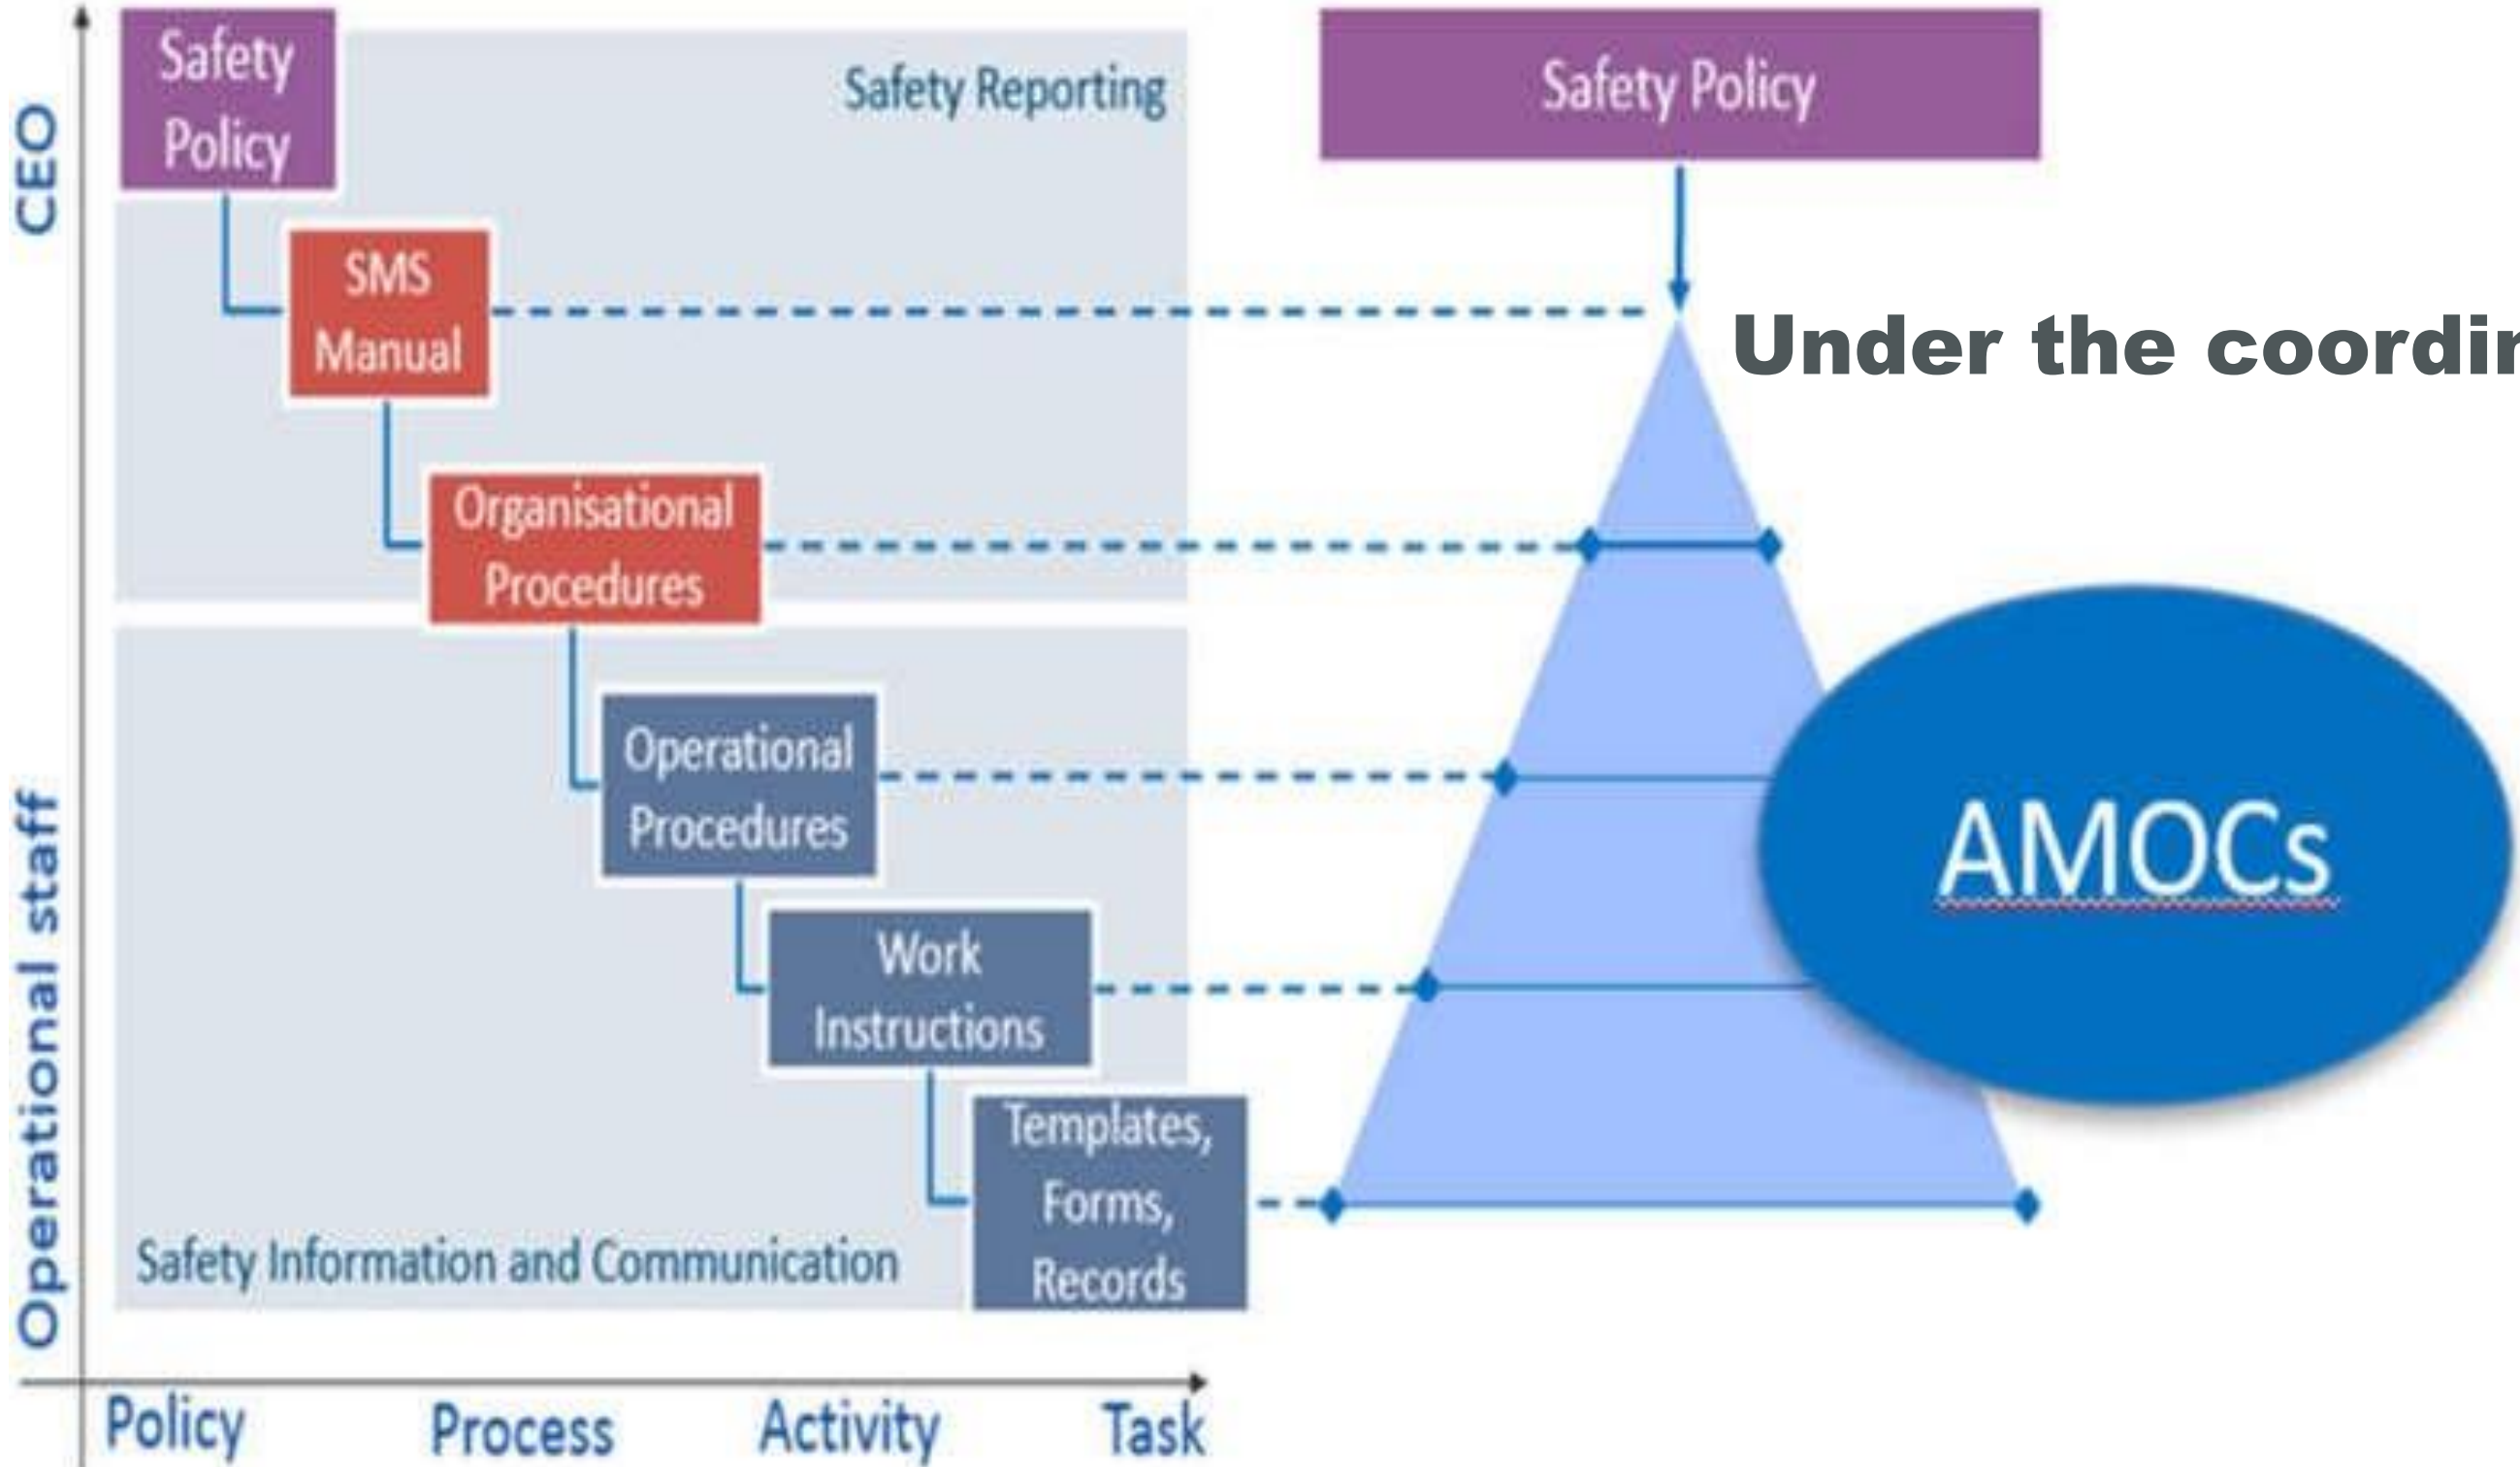 CEO
Operational staff
Safety
Policy
Safety Reporting
SMS
Manual
Organisational
Procedures
Operational
Procedures
Work
Instructions
Templates,
Forms,
Records
Safety Information and Communication
Policy
Process
Activity
Task
Safety Policy
Under the
AMOCs